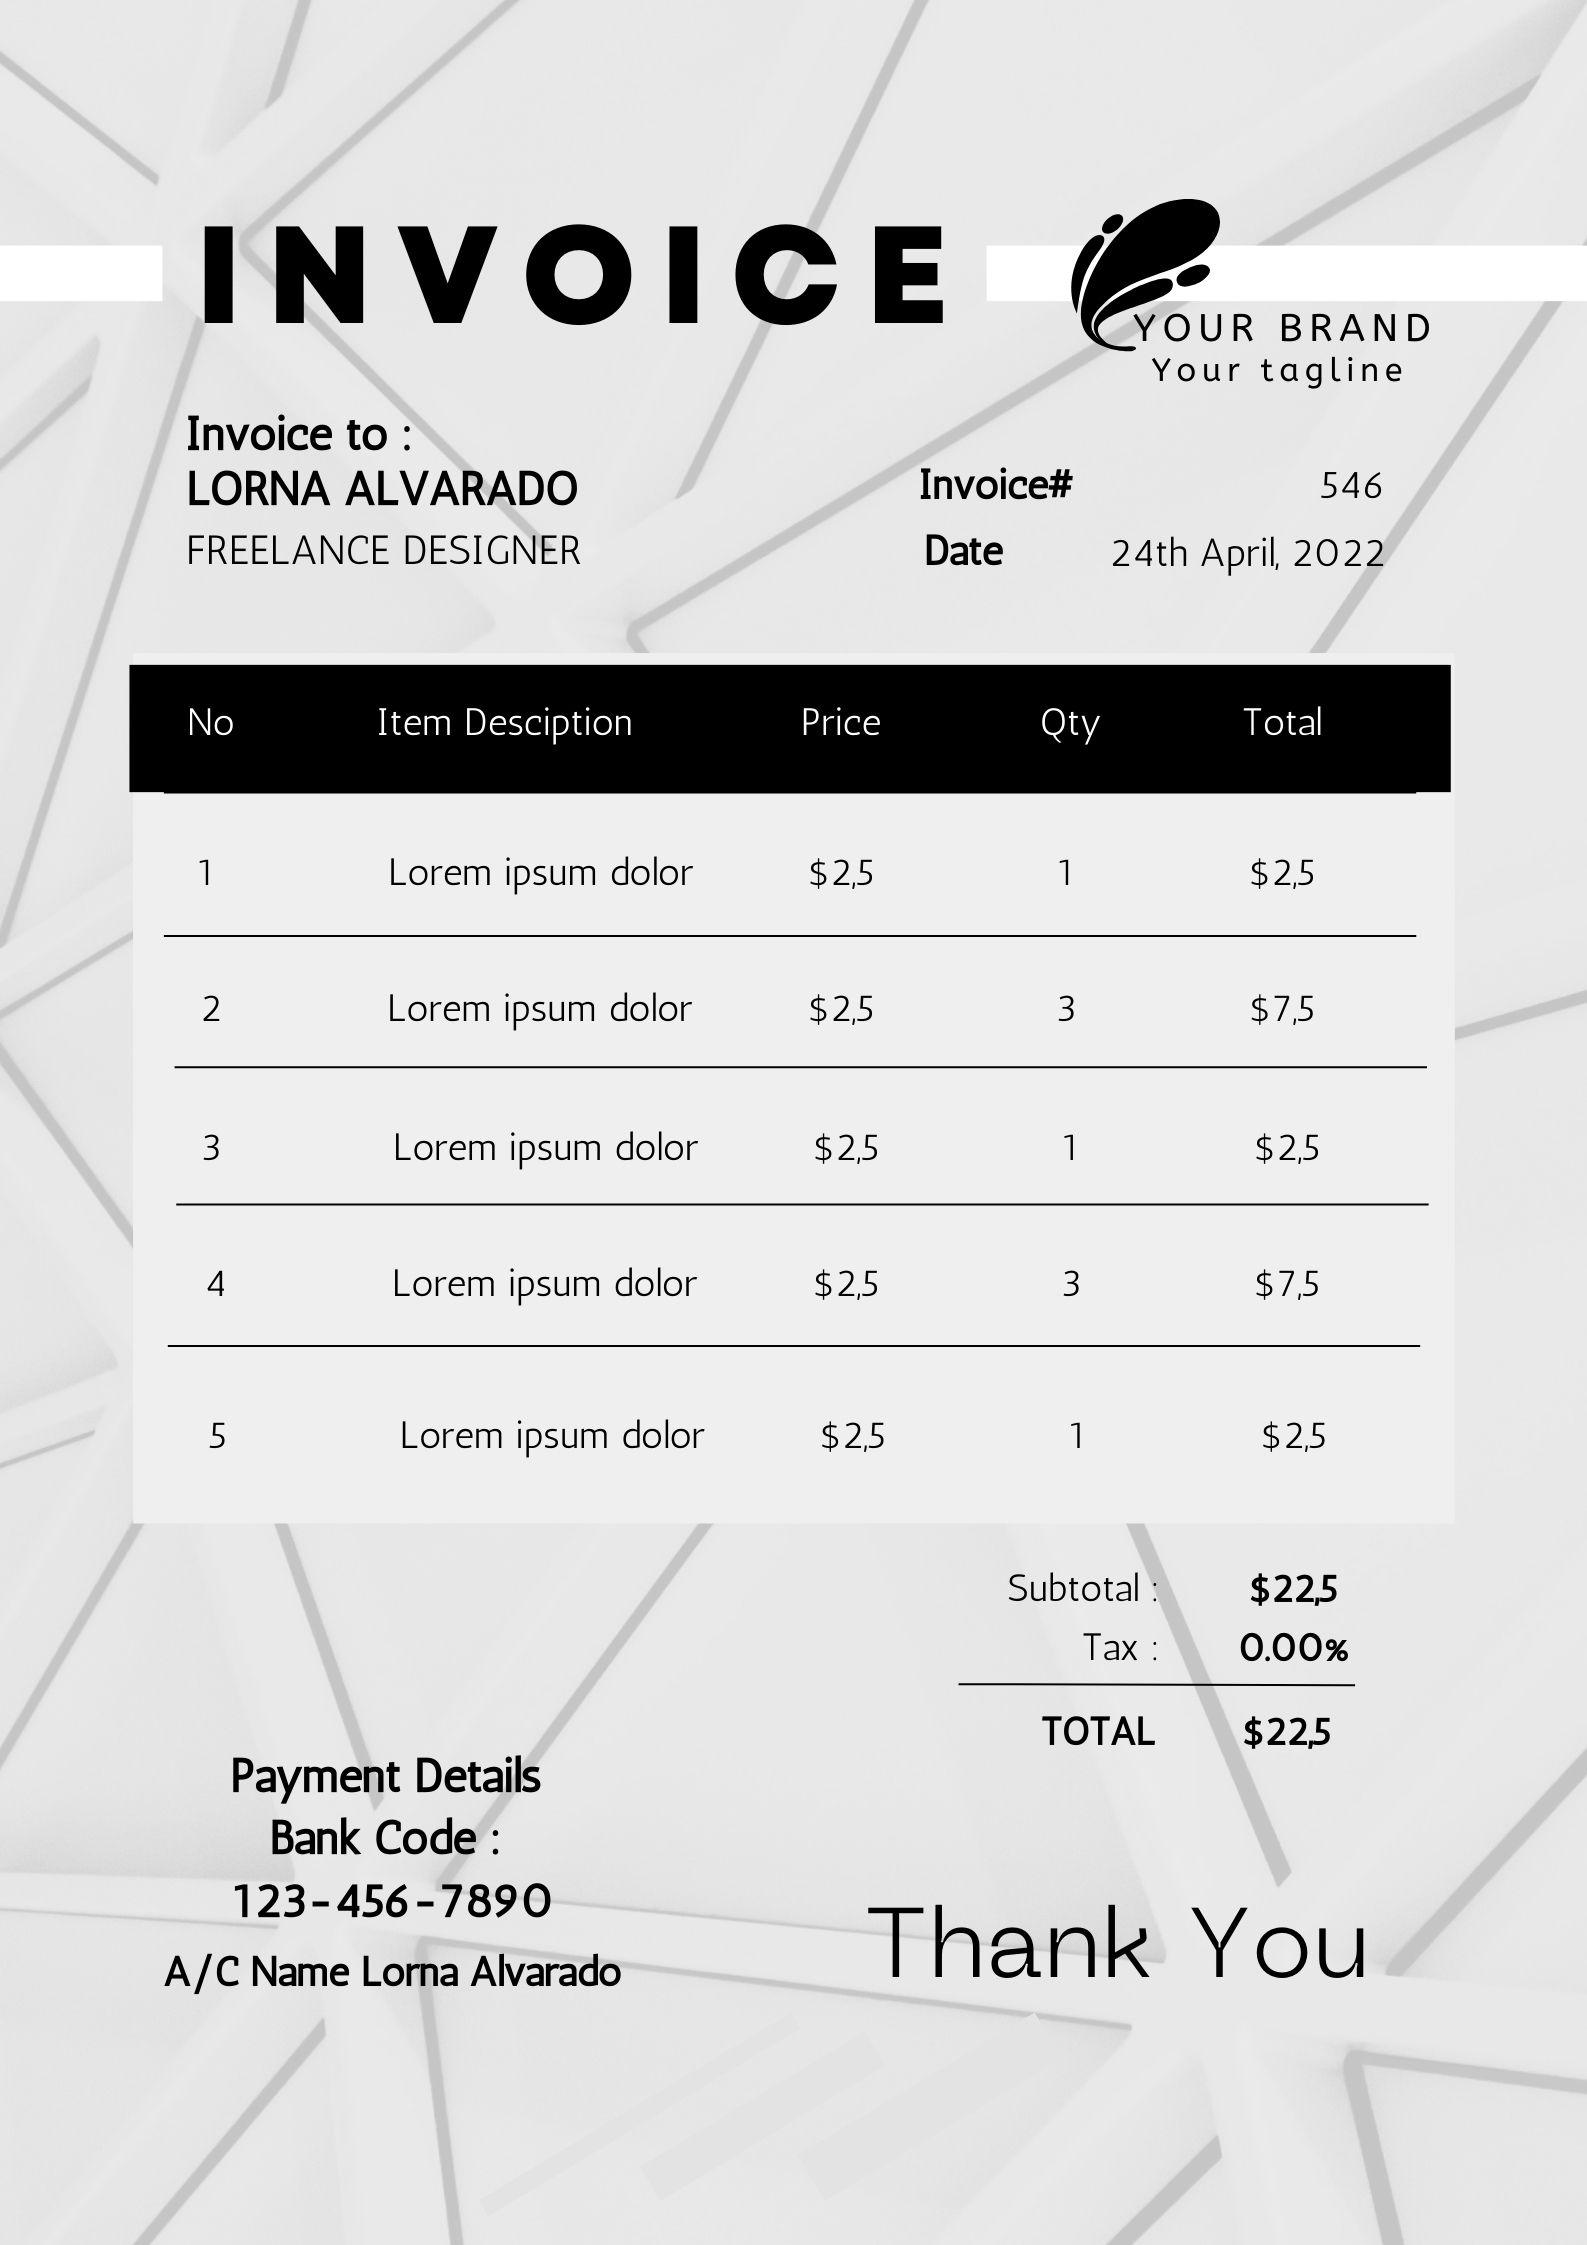 INVOICE
YOUR BRAND
Your tagline
Invoice to :
LORNA ALVARADO
FREELANCE DESIGNER
Invoice# 546
Date 24th April, 2022
No Item Desciption Price Qty Total
1 Lorem ipsum dolor $2,5 1 $2,5
2 Lorem ipsum dolor $2,5 3 $7,5
3 Lorem ipsum dolor $2,5 1 $2,5
4 Lorem ipsum dolor $2,5 3 $7,5
5 Lorem ipsum dolor $2,5 1 $2,5
Subtotal : $22,5
Tax : 0.00%
TOTAL $22,5
Payment Details
Bank Code :
123-456-7890
A/C Name Lorna Alvarado
Thank You